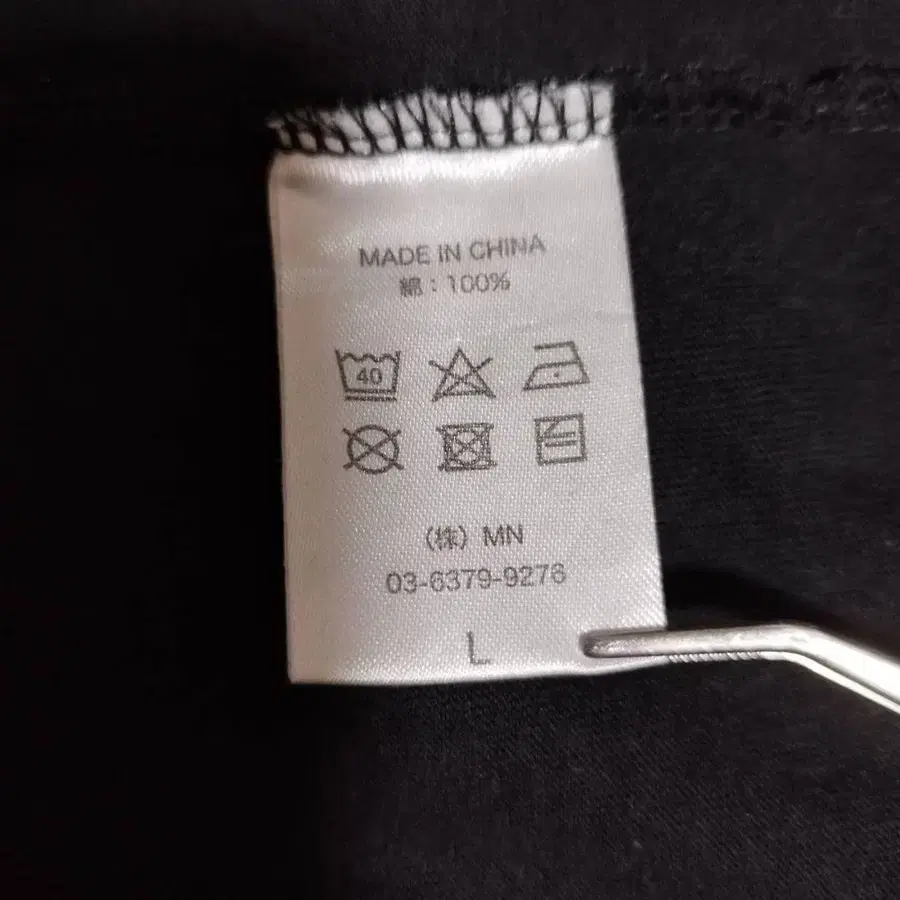 MADE IN CHINA
綿：100%
40
（株）MN
03-6379-9276
L